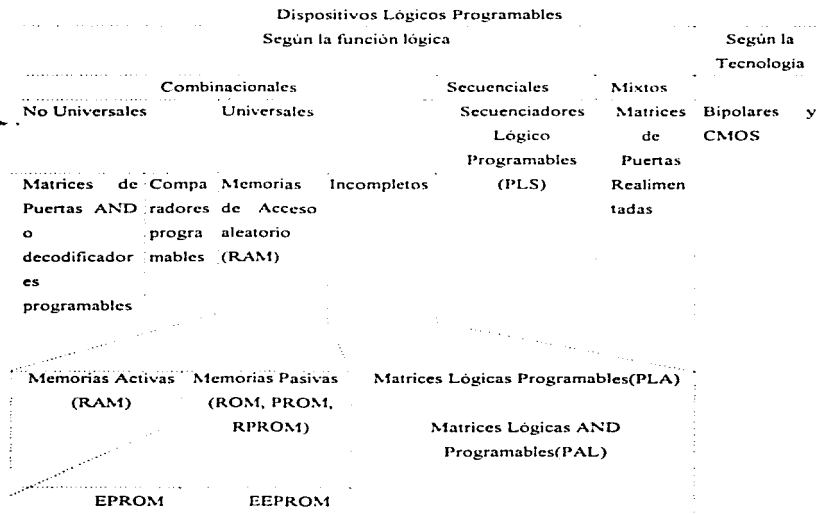 Dispositivos Lógicos Programables
Según la función lógica
Según la
Tecnología
Combinacionales
Secuenciales
Mixtos
No Universales
Universales
Secuenciadores
Lógico
Programables
(PLS)
Matrices
de
Puertas
Realimen
tadas
Bipolares y
CMOS
Matrices de
Puertas AND
o
decodificador
es
programables
Compa
radores
progra
mables
Memorias
de Acceso
aleatorio
(RAM)
Incompletos
Memorias Activas
(RAM)
Memorias Pasivas
(ROM, PROM,
RPROM)
Matrices Lógicas Programables(PLA)
Matrices Lógicas AND
Programables(PAL)
EPROM
EEPROM